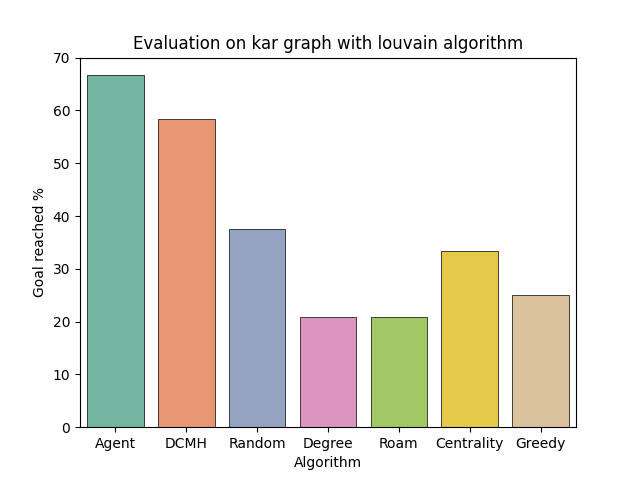 Evaluation on kar graph with louvain algorithm
Goal reached %
70
60
50
40
30
20
10
0
Agent DCMH Random Degree Roam Centrality Greedy
Algorithm